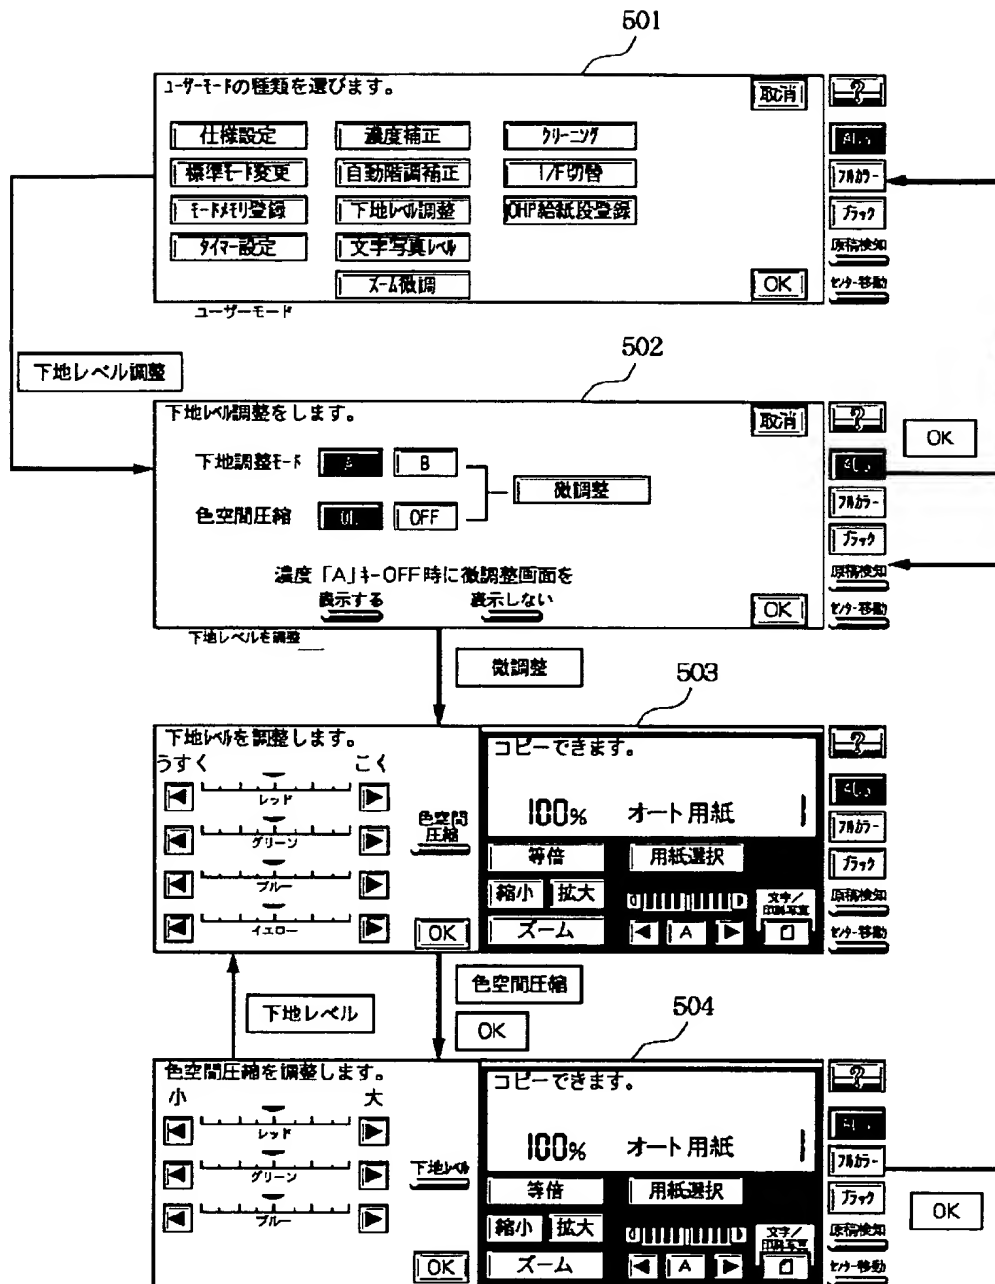 501
ユーザーモードの種類を選びます。
取消
?
仕様設定 濃度補正 クリーニング
標準モード変更 自動階調補正 I/F切替
フルカラー
モードメモリ登録 下地レベル調整 OHP給紙段登録
ブラック
タイマー設定 文字写真レベル
原稿検知
ズーム微調 OK
センター移動
ユーザーモード
下地レベル調整
502
下地レベル調整をします。
取消
?
OK
下地調整モード A B
微調整
フルカラー
色空間圧縮 OFF
ブラック
濃度「A」キーOFF時に微調整画面を
原稿検知
表示する 表示しない
OK
センター移動
下地レベルを調整
微調整
503
下地レベルを調整します。
うすく こく
レッド
グリーン
ブルー
イエロー
色空間
圧縮
OK
コピーできます。
100% オート用紙 1
等倍 用紙選択
縮小 拡大
文字/
印刷写真
ズーム A
?
フルカラー
ブラック
原稿検知
センター移動
色空間圧縮
OK
下地レベル
504
色空間圧縮を調整します。
小 大
レッド
グリーン
ブルー
下地レベル
OK
コピーできます。
100% オート用紙 1
等倍 用紙選択
縮小 拡大
文字/
印刷写真
ズーム A
?
フルカラー
ブラック
原稿検知
センター移動
OK